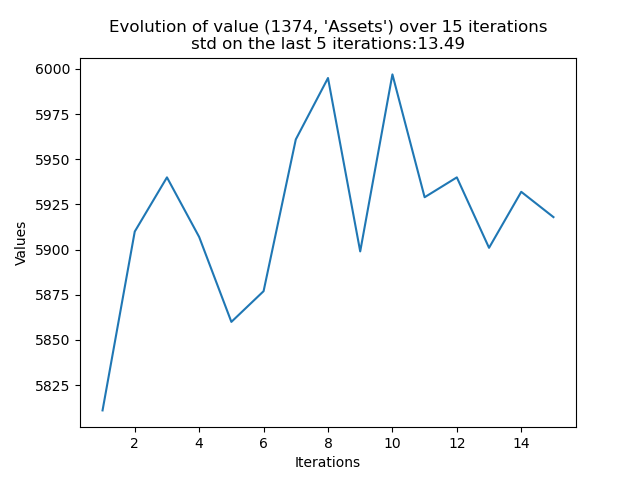 Evolution of value (1374, 'Assets') over 15 iterations
std on the last 5 iterations:13.49
6000
5975
5950
5925
5900
5875
5850
5825
Values
2 4 6 8 10 12 14
Iterations